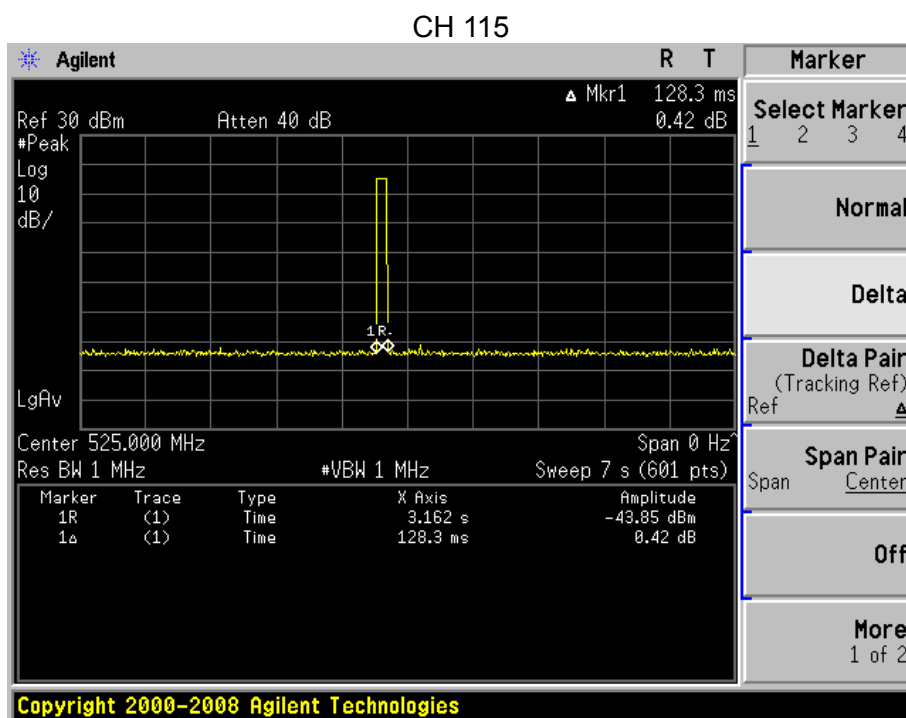 CH 115
Agilent R T
Δ Mkr1 128.3 ms
Ref 30 dBm Atten 40 dB 0.42 dB
#Peak
Log
10
dB/
1R
LgAv
Center 525.000 MHz Span 0 Hz^
Res BW 1 MHz #VBW 1 MHz Sweep 7 s (601 pts)
Marker Trace Type X Axis Amplitude
1R (1) Time 3.162 s -43.85 dBm
1Δ (1) Time 128.3 ms 0.42 dB
Copyright 2000-2008 Agilent Technologies
Marker
Select Marker
1 2 3 4
Normal
Delta
Delta Pair
(Tracking Ref)
Ref Δ
Span Pair
Span Center
Off
More
1 of 2